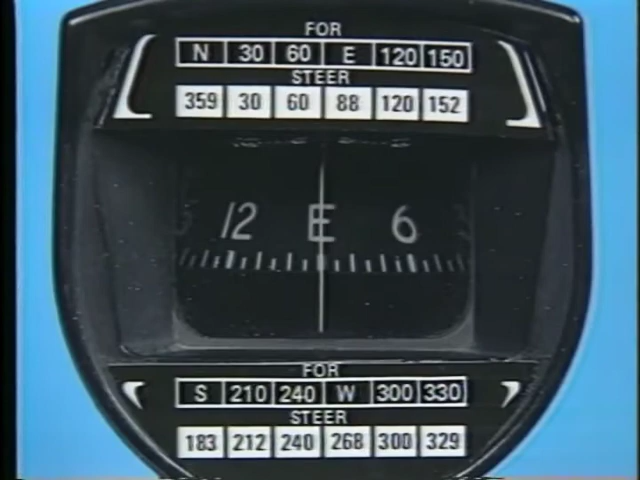 FOR
N 30 60 E 120 150
STEER
359 30 60 88 120 152
12 E 6
FOR
S 210 240 W 300 330
STEER
183 212 240 268 300 329